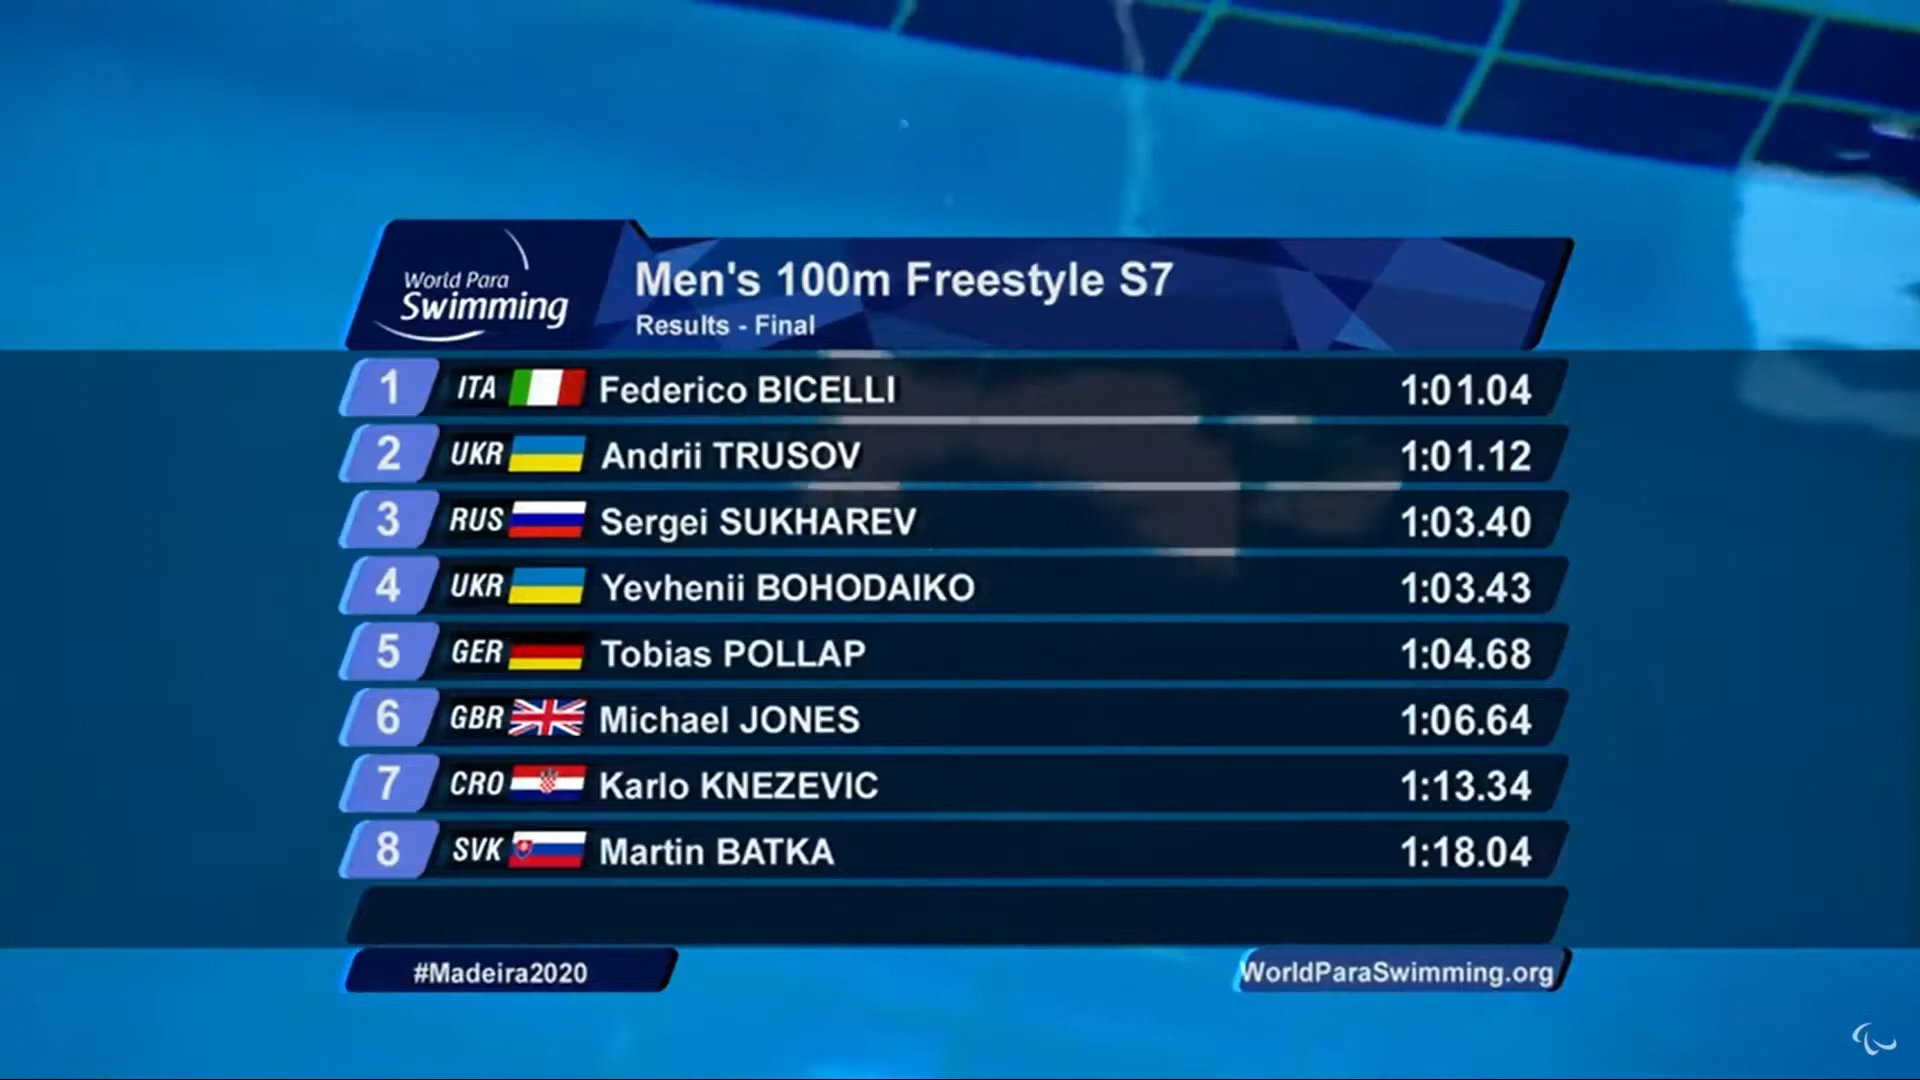 World Para
Swimming
Men's 100m Freestyle S7
Results - Final
1 ITA Federico BICELLI 1:01.04
2 UKR Andrii TRUSOV 1:01.12
3 RUS Sergei SUKHAREV 1:03.40
4 UKR Yevhenii BOHODAIKO 1:03.43
5 GER Tobias POLLAP 1:04.68
6 GBR Michael JONES 1:06.64
7 CRO Karlo KNEZEVIC 1:13.34
8 SVK Martin BATKA 1:18.04
#Madeira2020 WorldParaSwimming.org